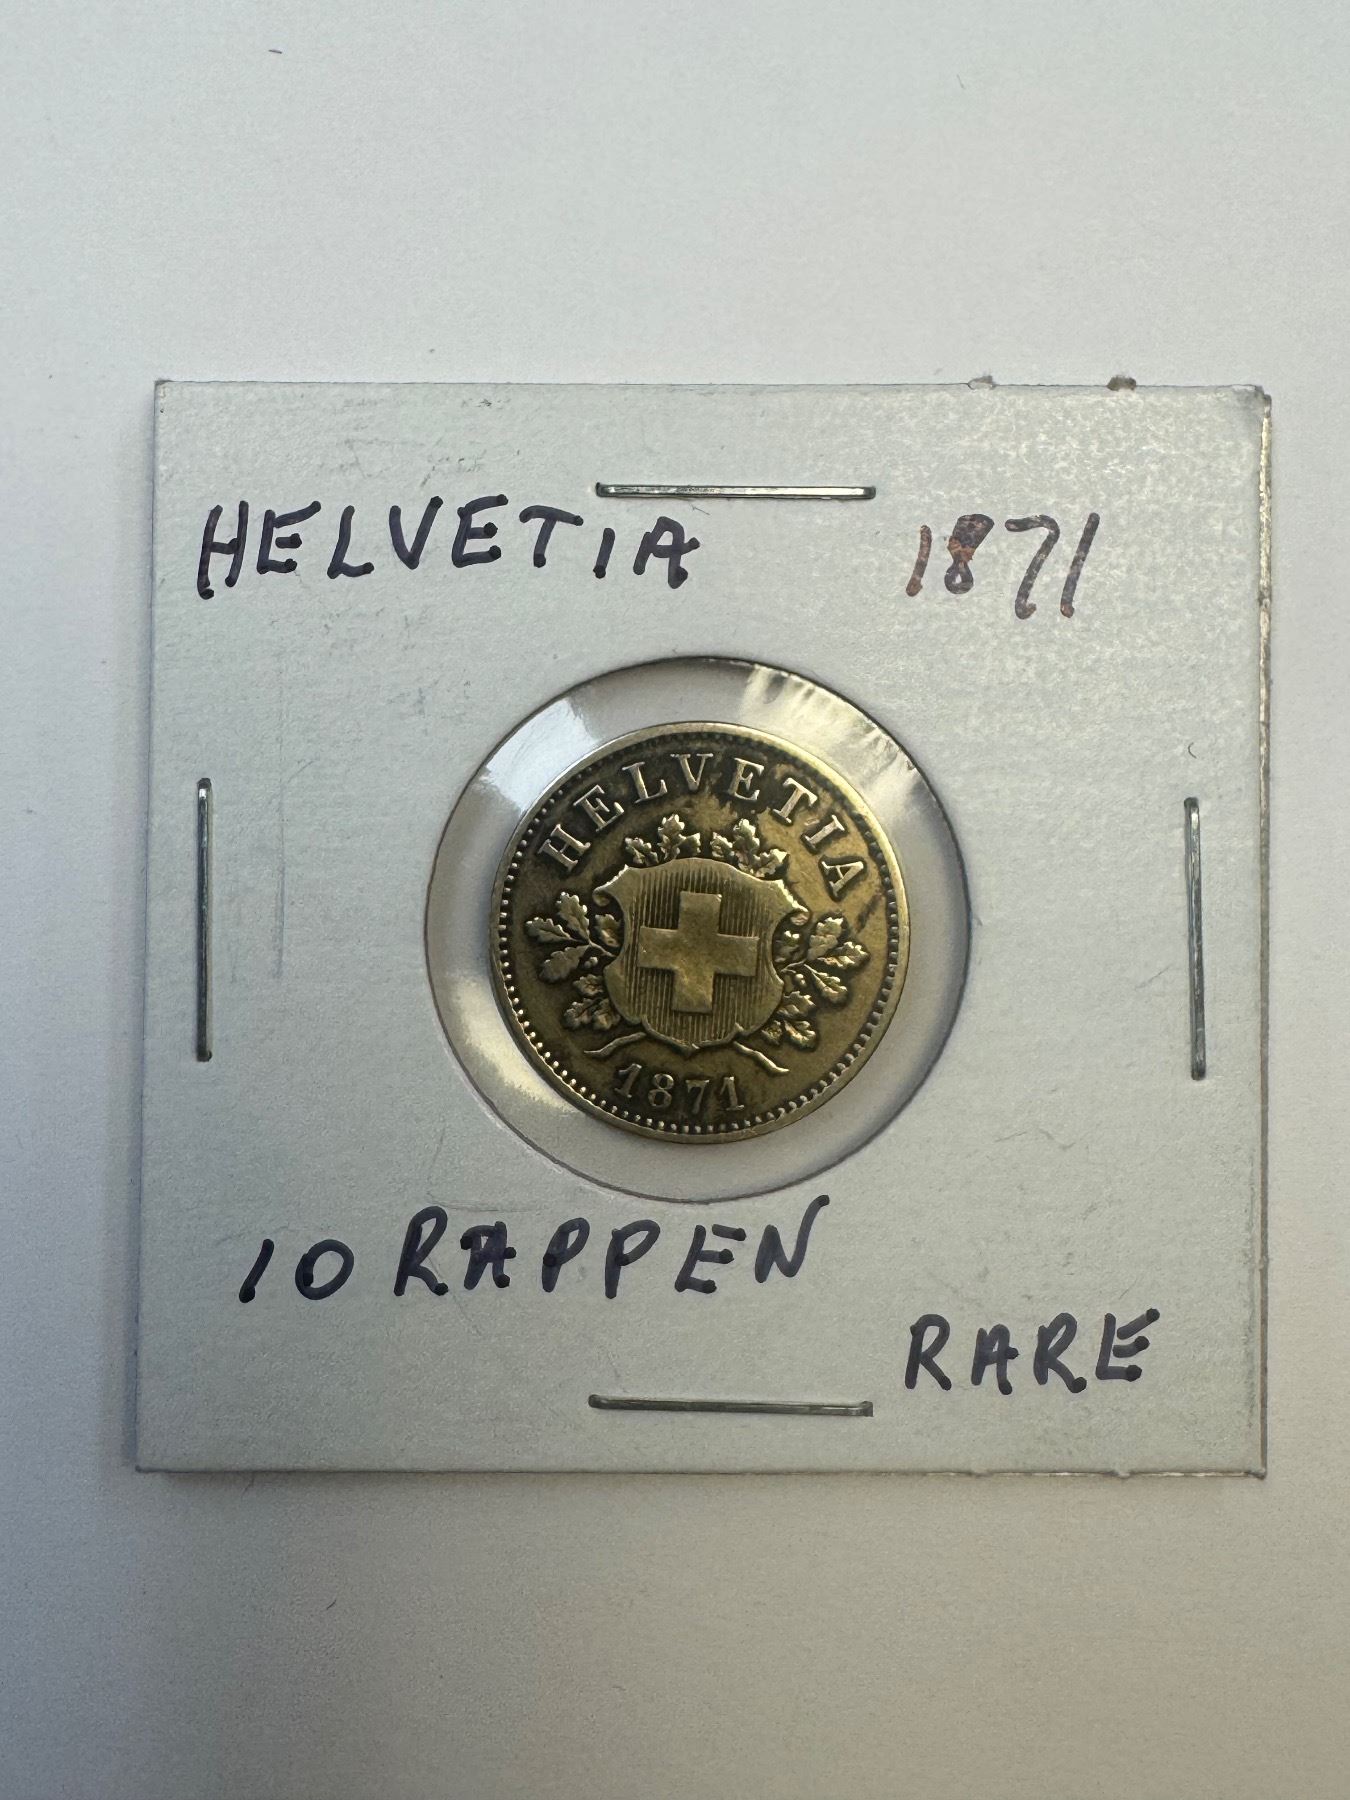 HELVETIA 1871
HELVETIA
1871
10 RAPPEN
RARE